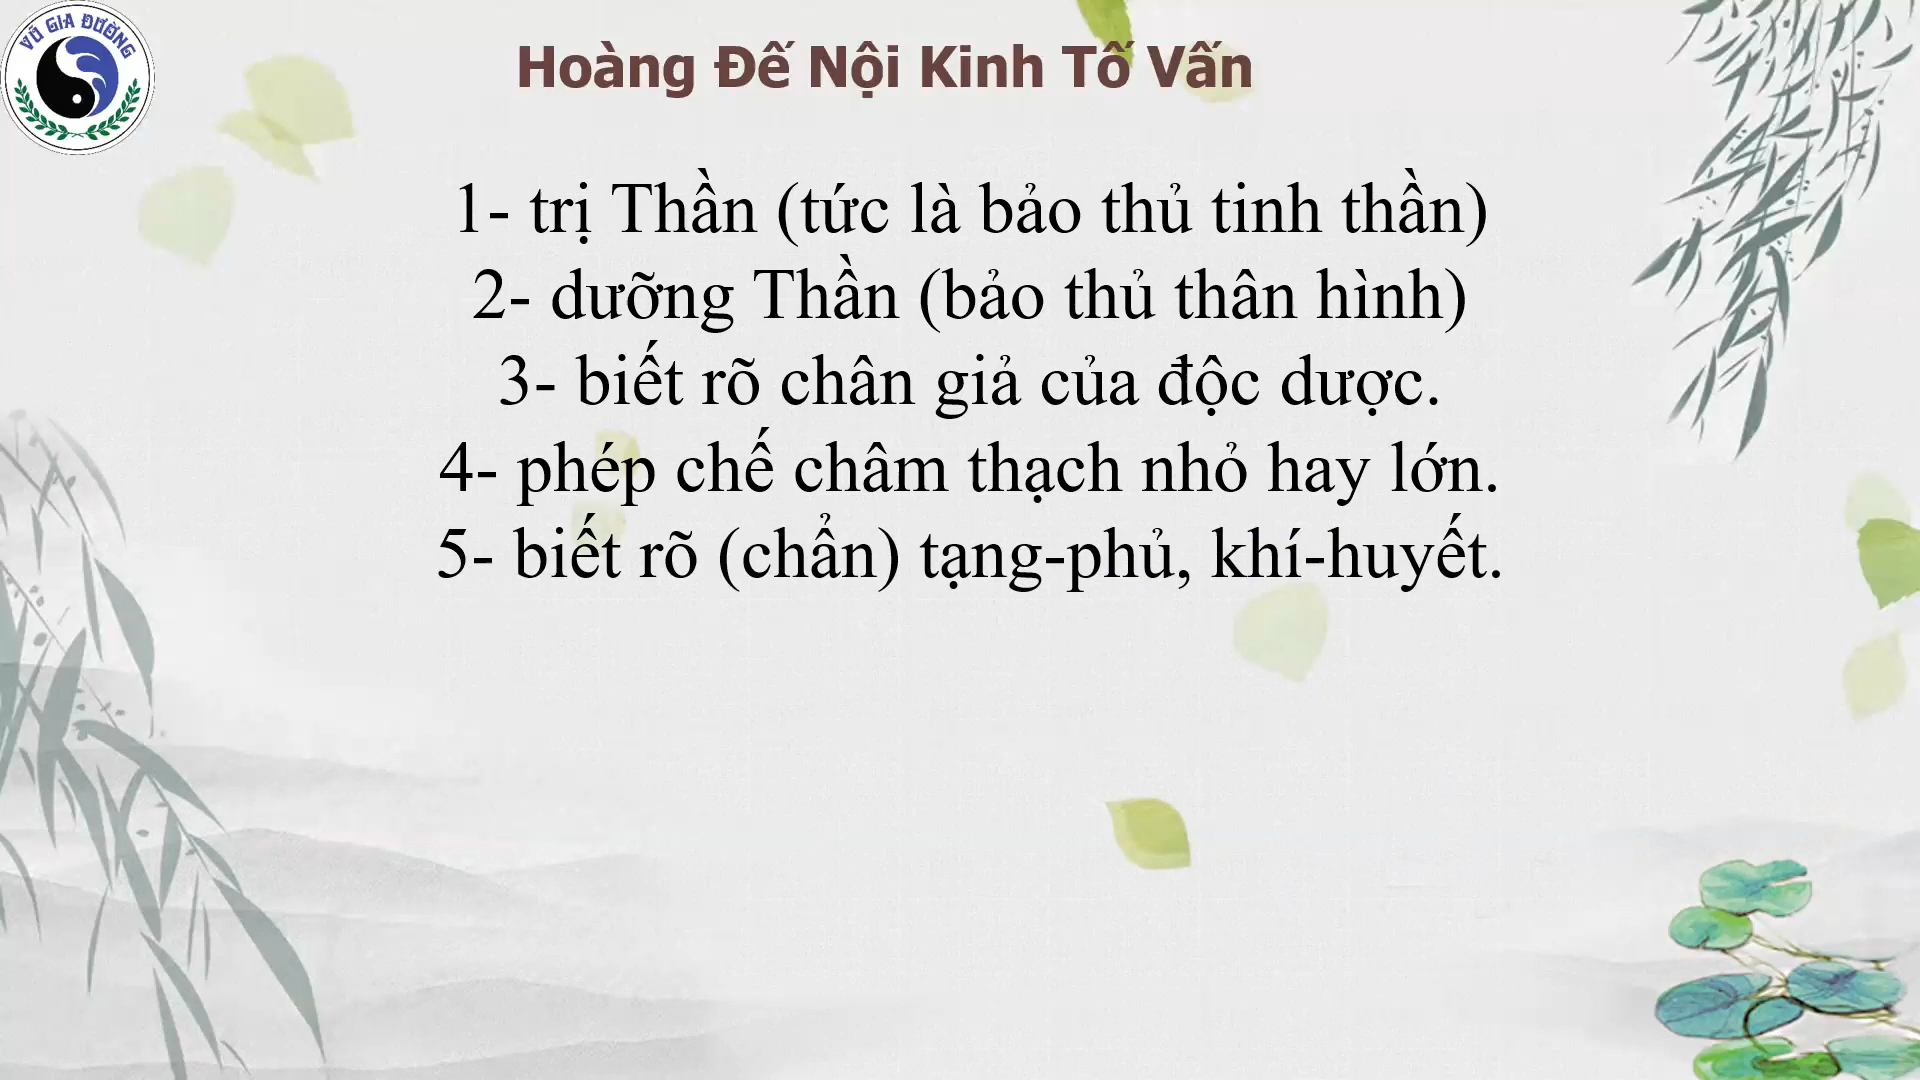 VÕ GIA ĐƯỜNG
Hoàng Đế Nội Kinh Tố Vấn
1- trị Thần (tức là bảo thủ tinh thần)
2- dưỡng Thần (bảo thủ thân hình)
3- biết rõ chân giả của độc dược.
4- phép chế châm thạch nhỏ hay lớn.
5- biết rõ (chẩn) tạng-phủ, khí-huyết.